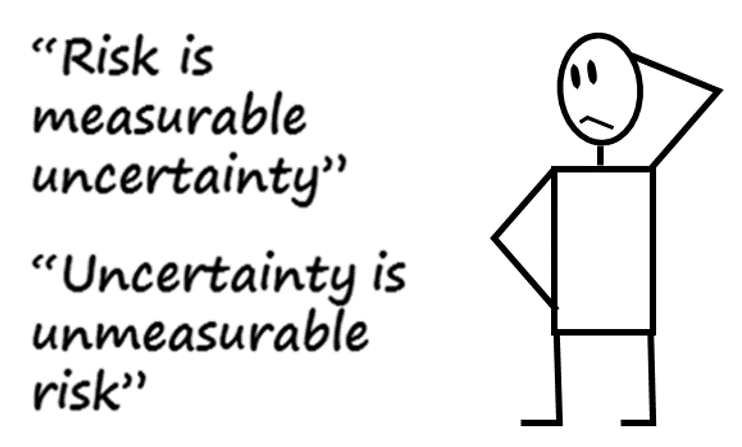 “Risk is
measurable
uncertainty”
“Uncertainty is
unmeasurable
risk”